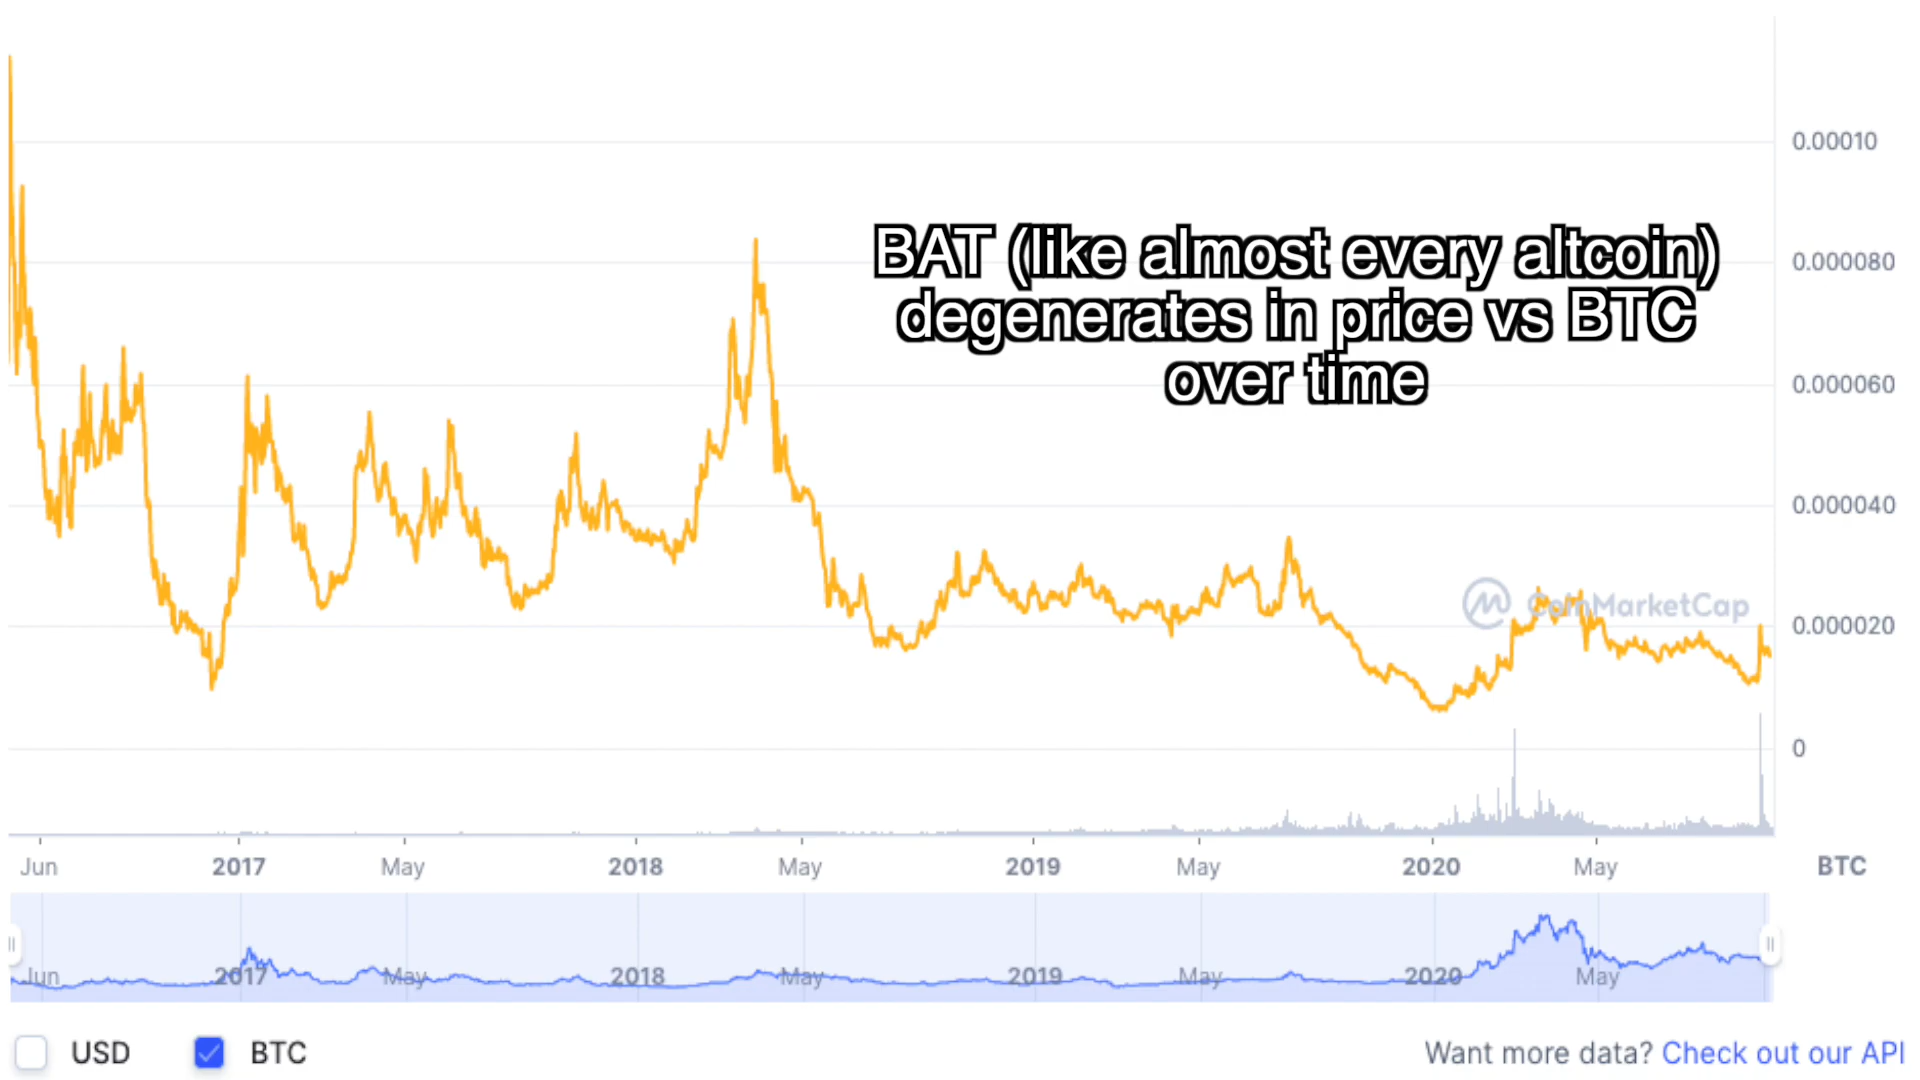 0.00010
BAT (like almost every altcoin)
0.000080
degenerates in price vs BTC
over time
0.000060
0.000040
CoinMarketCap
0.000020
0
Jun 2017 May 2018 May 2019 May 2020 May BTC
Jun 2017 May 2018 May 2019 May 2020 May
USD BTC
Want more data? Check out our API